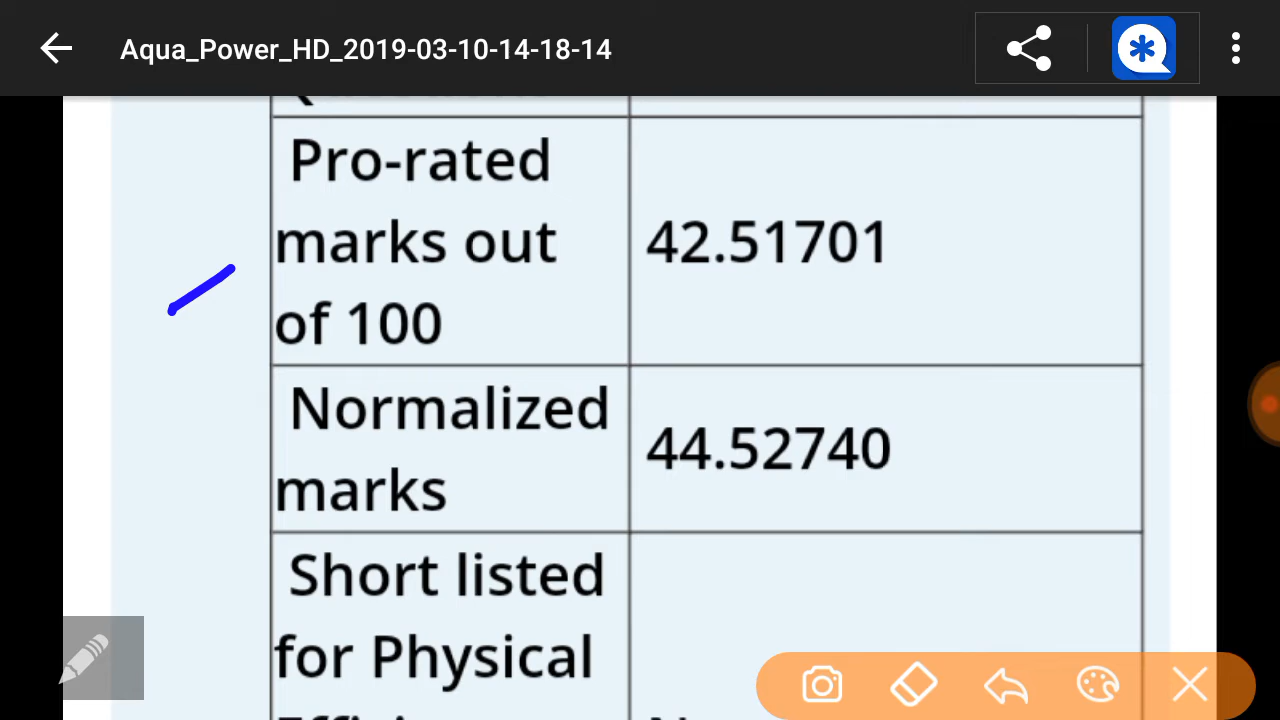 Aqua_Power_HD_2019-03-10-14-18-14
Pro-rated
marks out
of 100
42.51701
Normalized
marks
44.52740
Short listed
for Physical